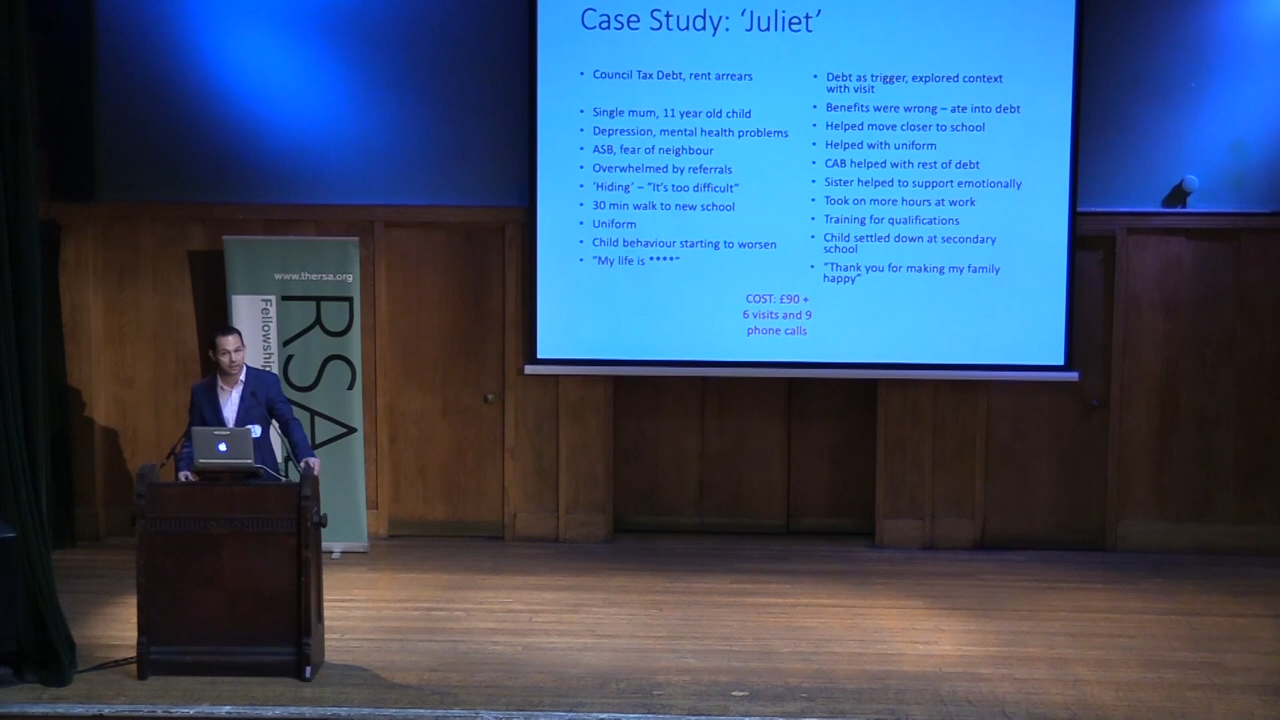 Case Study: 'Juliet'
• Council Tax Debt, rent arrears
• Single mum, 11 year old child
• Depression, mental health problems
• ASB, fear of neighbour
• Overwhelmed by referrals
• 'Hiding' – "It's too difficult"
• 30 min walk to new school
• Uniform
• Child behaviour starting to worsen
• "My life is ****"
• Debt as trigger, explored context
with visit
• Benefits were wrong – ate into debt
• Helped move closer to school
• Helped with uniform
• CAB helped with rest of debt
• Sister helped to support emotionally
• Took on more hours at work
• Training for qualifications
• Child settled down at secondary
school
• "Thank you for making my family
happy"
COST: £90 +
6 visits and 9
phone calls
www.thersa.org
RSA
Fellowship